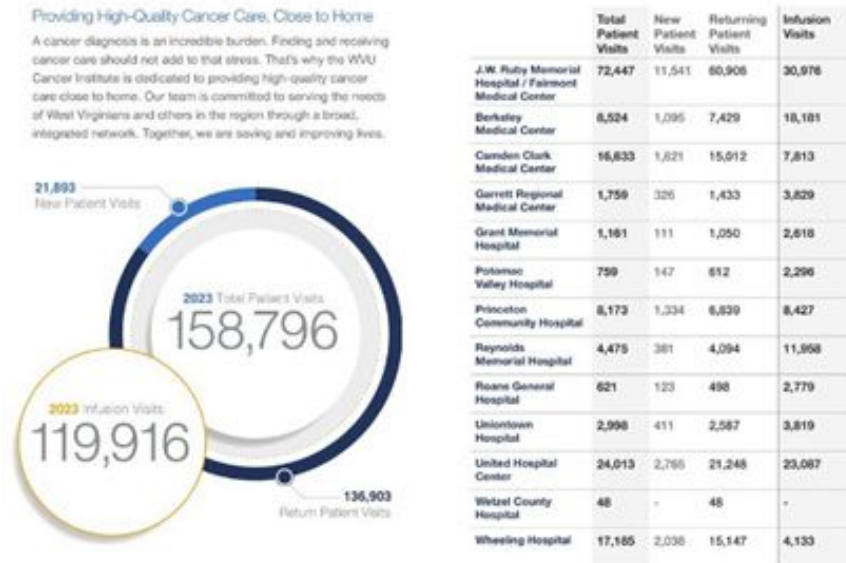 Providing High-Quality Cancer Care, Close to Home
A cancer diagnosis is an incredible burden. Finding and receiving
cancer care should not add to that stress. That's why the WVU
Cancer Institute is dedicated to providing high-quality cancer
care close to home. Our team is committed to serving the needs
of West Virginians and others in the region through a broad,
integrated network. Together, we are saving and improving lives.
21,893
New Patient Visits
2023 Total Patient Visits
158,796
2023 Infusion Visits
119,916
136,903
Return Patient Visits
Total Patient Visits New Patient Visits Returning Patient Visits Infusion Visits
J.W. Ruby Memorial Hospital / Fairmont Medical Center 72,447 11,541 60,906 30,976
Berkeley Medical Center 8,524 1,095 7,429 18,181
Camden Clark Medical Center 16,633 1,621 15,012 7,813
Garrett Regional Medical Center 1,759 326 1,433 3,829
Grant Memorial Hospital 1,161 111 1,050 2,618
Potomac Valley Hospital 759 147 612 2,296
Princeton Community Hospital 8,173 1,334 6,839 8,427
Reynolds Memorial Hospital 4,475 381 4,094 11,958
Roane General Hospital 621 123 498 2,779
Uniontown Hospital 2,998 411 2,587 3,819
United Hospital Center 24,013 2,765 21,248 23,087
Wetzel County Hospital 48 - 48 -
Wheeling Hospital 17,185 2,038 15,147 4,133